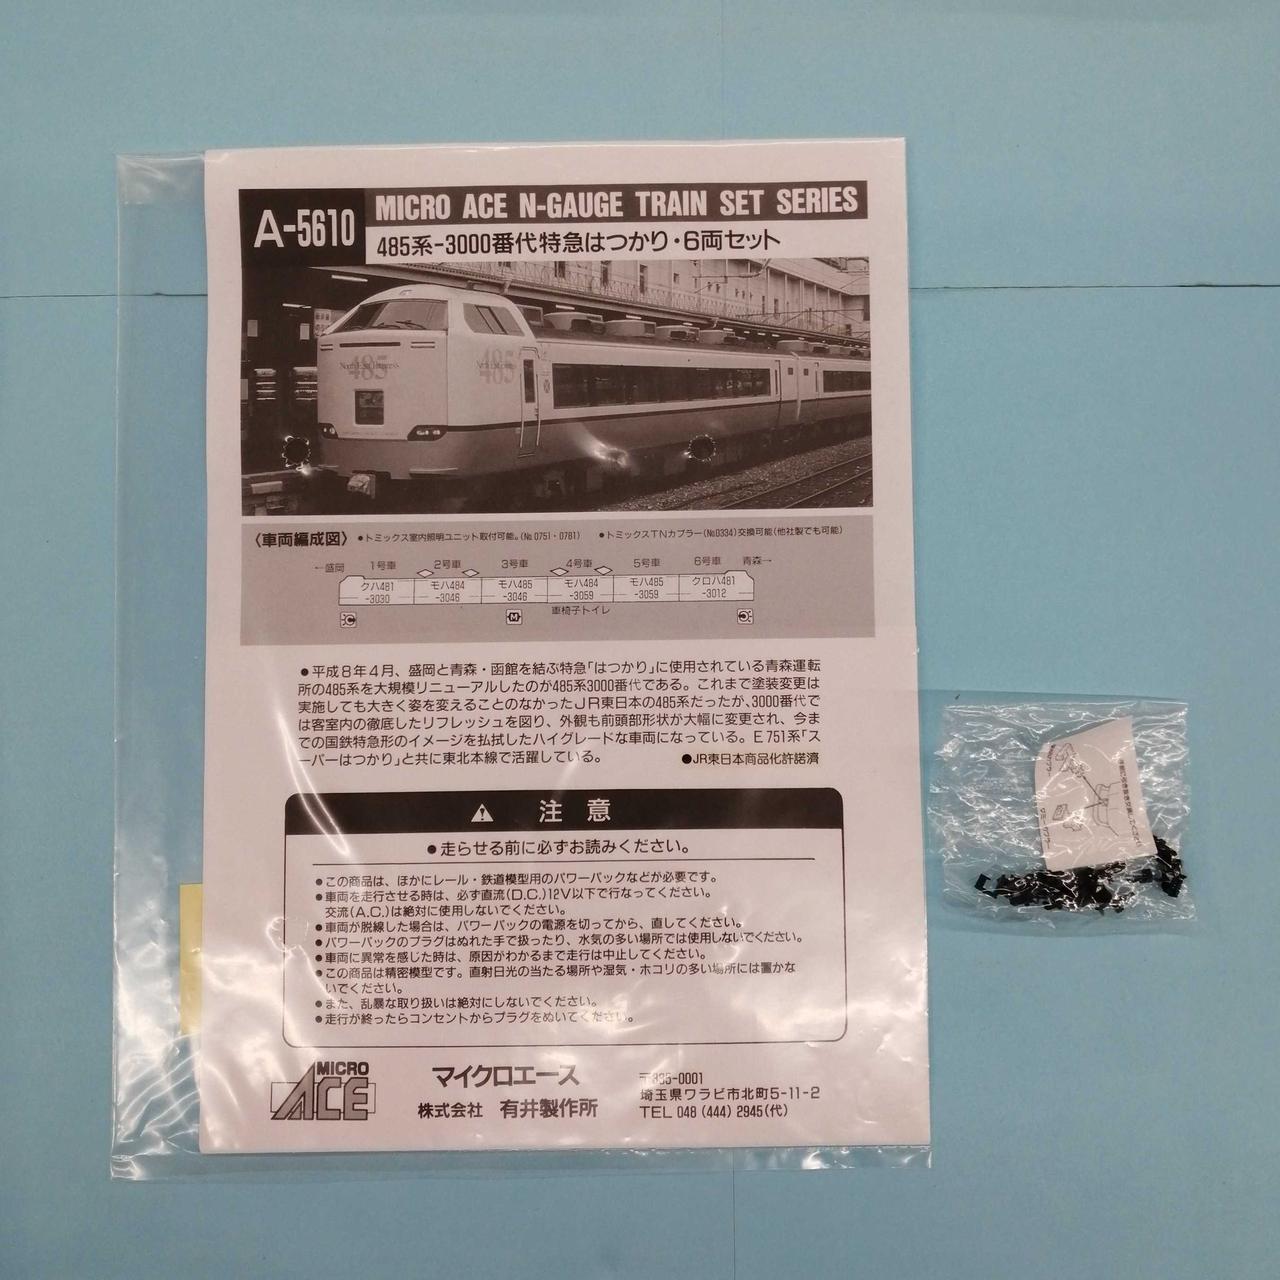 A-5610
MICRO ACE N-GAUGE TRAIN SET SERIES
485系-3000番代特急はつかり・6両セット
485
North East Express
485
〈車両編成図〉 ●トミックス室内照明ユニット取付可能。(№0751・0781) ●トミックスTNカプラー(№0334)交換可能(他社製でも可能)
←盛岡 1号車 2号車 3号車 4号車 5号車 6号車 青森→
クハ481 モハ484 モハ485 モハ484 モハ485 クロハ481
-3030 -3046 -3046 -3059 -3059 -3012
M 車椅子トイレ
●平成8年4月、盛岡と青森・函館を結ぶ特急「はつかり」に使用されている青森運転
所の485系を大規模リニューアルしたのが485系3000番代である。これまで塗装変更は
実施しても大きく姿を変えることのなかったJR東日本の485系だったが、3000番代で
は客室内の徹底したリフレッシュを図り、外観も前頭部形状が大幅に変更され、今ま
での国鉄特急形のイメージを払拭したハイグレードな車両になっている。E751系「ス
ーパーはつかり」と共に東北本線で活躍している。 ●JR東日本商品化許諾済
注意
●走らせる前に必ずお読みください。
●この商品は、ほかにレール・鉄道模型用のパワーパックなどが必要です。
●車両を走行させる時は、必ず直流(D.C.)12V以下で行なってください。
交流(A.C.)は絶対に使用しないでください。
●車両が脱線した場合は、パワーパックの電源を切ってから、直してください。
●パワーパックのプラグはぬれた手で扱ったり、水気の多い場所では使用しないでください。
●車両に異常を感じた時は、原因がわかるまで走行は中止してください。
●この商品は精密模型です。直射日光の当たる場所や湿気・ホコリの多い場所には置かな
いでください。
●また、乱暴な取り扱いは絶対にしないでください。
●走行が終ったらコンセントからプラグをぬいてください。
MICRO
ACE
マイクロエース
株式会社 有井製作所
〒335-0001
埼玉県ワラビ市北町5-11-2
TEL 048 (444) 2945(代)